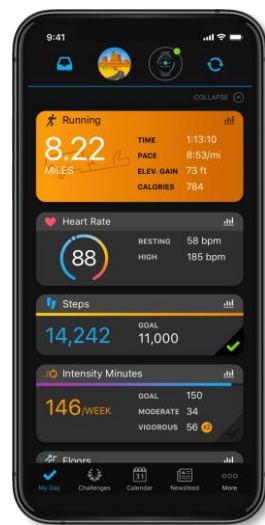 9:41
COLLAPSE
Running
8.22
MILES
TIME 1:13:10
PACE 8:53/mi
ELEV. GAIN 73 ft
CALORIES 784
Heart Rate
88
RESTING 58 bpm
HIGH 185 bpm
Steps
14,242
GOAL
11,000
Intensity Minutes
146/WEEK
GOAL 150
MODERATE 34
VIGOROUS 56 x2
Floors
31
My Day Challenges Calendar Newsfeed More